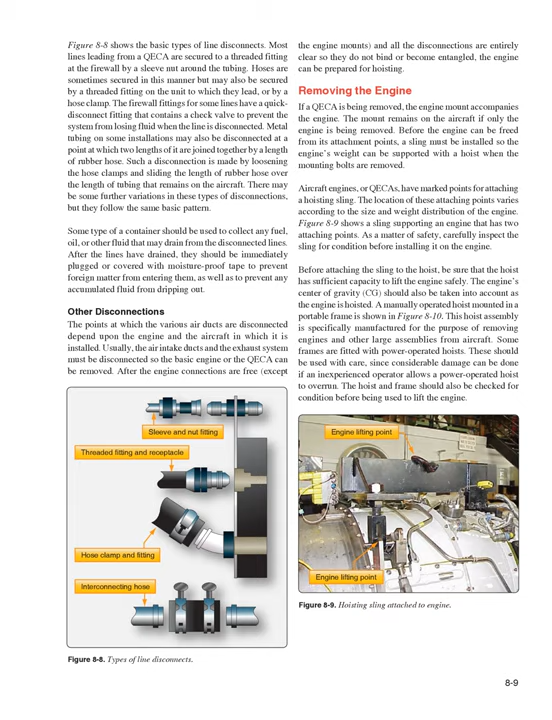 Figure 8-8 shows the basic types of line disconnects. Most
lines leading from a QECA are secured to a threaded fitting
at the firewall by a sleeve nut around the tubing. Hoses are
sometimes secured in this manner but may also be secured
by a threaded fitting on the unit to which they lead, or by a
hose clamp. The firewall fittings for some lines have a quick-
disconnect fitting that contains a check valve to prevent the
system from losing fluid when the line is disconnected. Metal
tubing on some installations may also be disconnected at a
point at which two lengths of it are joined together by a length
of rubber hose. Such a disconnection is made by loosening
the hose clamps and sliding the length of rubber hose over
the length of tubing that remains on the aircraft. There may
be some further variations in these types of disconnections,
but they follow the same basic pattern.
Some type of a container should be used to collect any fuel,
oil, or other fluid that may drain from the disconnected lines.
After the lines have drained, they should be immediately
plugged or covered with moisture-proof tape to prevent
foreign matter from entering them, as well as to prevent any
accumulated fluid from dripping out.
Other Disconnections
The points at which the various air ducts are disconnected
depend upon the engine and the aircraft in which it is
installed. Usually, the air intake ducts and the exhaust system
must be disconnected so the basic engine or the QECA can
be removed. After the engine connections are free (except
Sleeve and nut fitting
Threaded fitting and receptacle
Hose clamp and fitting
Interconnecting hose
Figure 8-8. Types of line disconnects.
the engine mounts) and all the disconnections are entirely
clear so they do not bind or become entangled, the engine
can be prepared for hoisting.
Removing the Engine
If a QECA is being removed, the engine mount accompanies
the engine. The mount remains on the aircraft if only the
engine is being removed. Before the engine can be freed
from its attachment points, a sling must be installed so the
engine's weight can be supported with a hoist when the
mounting bolts are removed.
Aircraft engines, or QECAs, have marked points for attaching
a hoisting sling. The location of these attaching points varies
according to the size and weight distribution of the engine.
Figure 8-9 shows a sling supporting an engine that has two
attaching points. As a matter of safety, carefully inspect the
sling for condition before installing it on the engine.
Before attaching the sling to the hoist, be sure that the hoist
has sufficient capacity to lift the engine safely. The engine's
center of gravity (CG) should also be taken into account as
the engine is hoisted. A manually operated hoist mounted in a
portable frame is shown in Figure 8-10. This hoist assembly
is specifically manufactured for the purpose of removing
engines and other large assemblies from aircraft. Some
frames are fitted with power-operated hoists. These should
be used with care, since considerable damage can be done
if an inexperienced operator allows a power-operated hoist
to overrun. The hoist and frame should also be checked for
condition before being used to lift the engine.
Engine lifting point
Engine lifting point
Figure 8-9. Hoisting sling attached to engine.
8-9